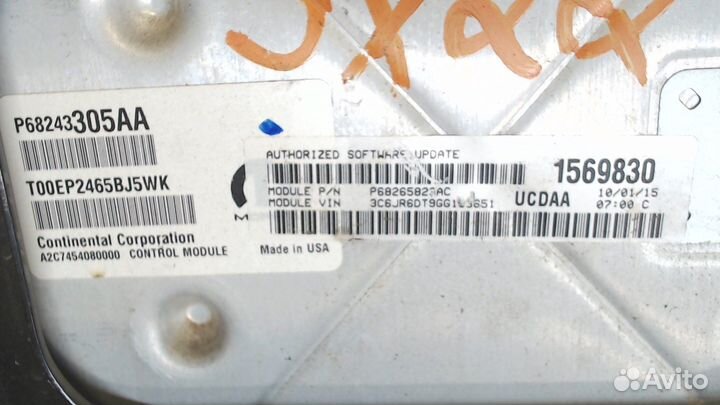 P68243305AA
T00EP2465BJ5WK
Continental Corporation
A2C7454080000 CONTROL MODULE
M
Made in USA
AUTHORIZED SOFTWARE UPDATE
MODULE P/N P68265823AC
MODULE VIN
1569830
UCDAA
10/01/15
07:00 C
Avito